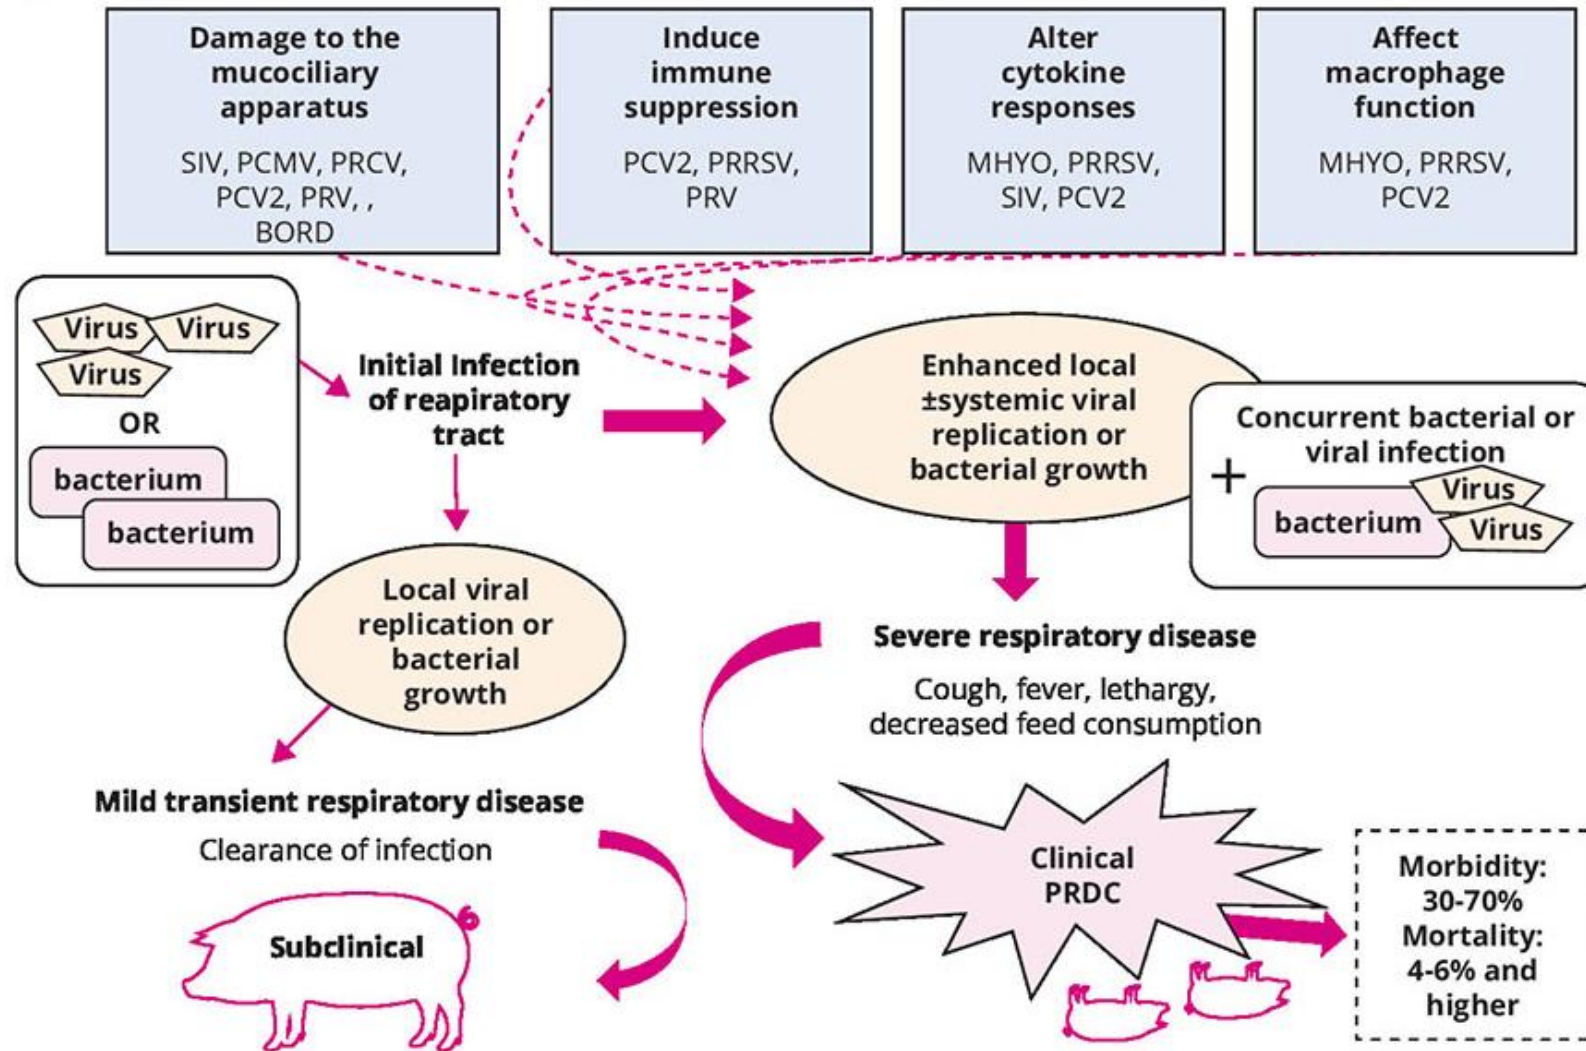 Damage to the
mucociliary
apparatus
SIV, PCMV, PRCV,
PCV2, PRV, ,
BORD
Induce
immune
suppression
PCV2, PRRSV,
PRV
Alter
cytokine
responses
MHYO, PRRSV,
SIV, PCV2
Affect
macrophage
function
MHYO, PRRSV,
PCV2
Virus
Virus
Virus
OR
bacterium
bacterium
Initial Infection
of reapiratory
tract
Enhanced local
±systemic viral
replication or
bacterial growth
Concurrent bacterial or
viral infection
+
Virus
bacterium
Virus
Local viral
replication or
bacterial
growth
Severe respiratory disease
Cough, fever, lethargy,
decreased feed consumption
Mild transient respiratory disease
Clearance of infection
Subclinical
Clinical
PRDC
Morbidity:
30-70%
Mortality:
4-6% and
higher